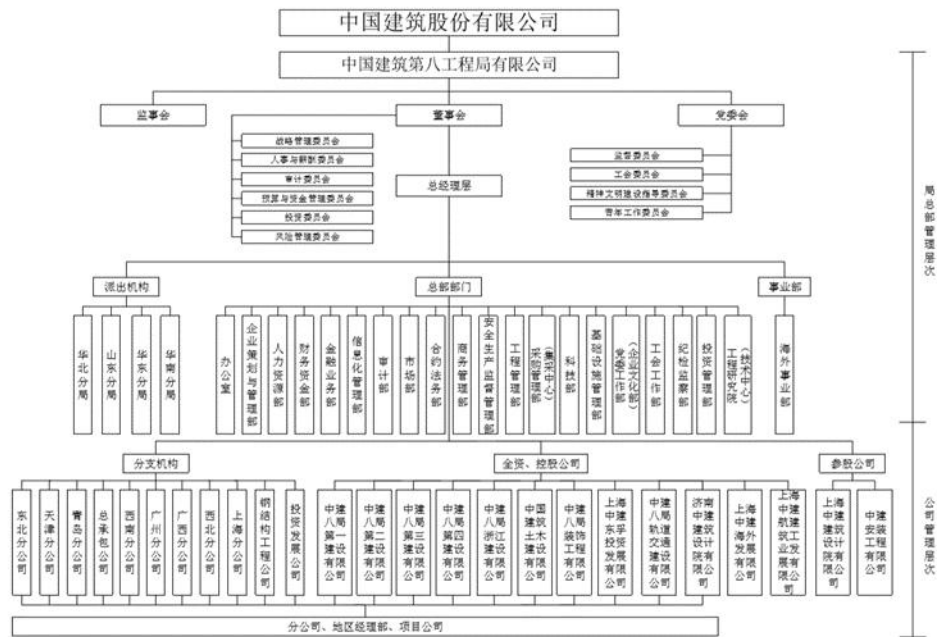 中国建筑股份有限公司
中国建筑第八工程局有限公司
监事会
董事会
党委会
战略管理委员会
人事与薪酬委员会
审计委员会
预算与资金管理委员会
投资委员会
风险管理委员会
总经理层
监督委员会
工会委员会
精神文明建设指导委员会
青年工作委员会
局总部管理层次
派出机构
总部部门
事业部
华北分局
山东分局
华东分局
华南分局
办公室
企业策划与管理部
人力资源部
财务资金部
金融业务部
信息化管理部
审计部
市场部
合约法务部
商务管理部
安全生产监督管理部
工程管理部
采购管理部
(集采中心)
科技部
基础设施管理部
党委工作部
(企业文化部)
工会工作部
纪检监察部
投资管理部
工程研究院
(技术中心)
海外事业部
分支机构
全资、控股公司
参股公司
东北分公司
天津分公司
青岛分公司
总承包公司
西南分公司
广州分公司
广西分公司
西北分公司
上海分公司
钢结构工程公司
投资发展公司
中建八局第一建设有限公司
中建八局第二建设有限公司
中建八局第三建设有限公司
中建八局第四建设有限公司
中建八局浙江建设有限公司
中国建筑土木建设有限公司
中建八局装饰工程有限公司
上海中建东孚投资发展有限公司
中建八局轨道交通建设有限公司
济南中建建筑设计院有限公司
上海中建海外发展有限公司
上海中建航建筑工业发展有限公司
上海中建建筑设计院有限公司
中建安装工程有限公司
公司管理层次
分公司、地区经理部、项目公司